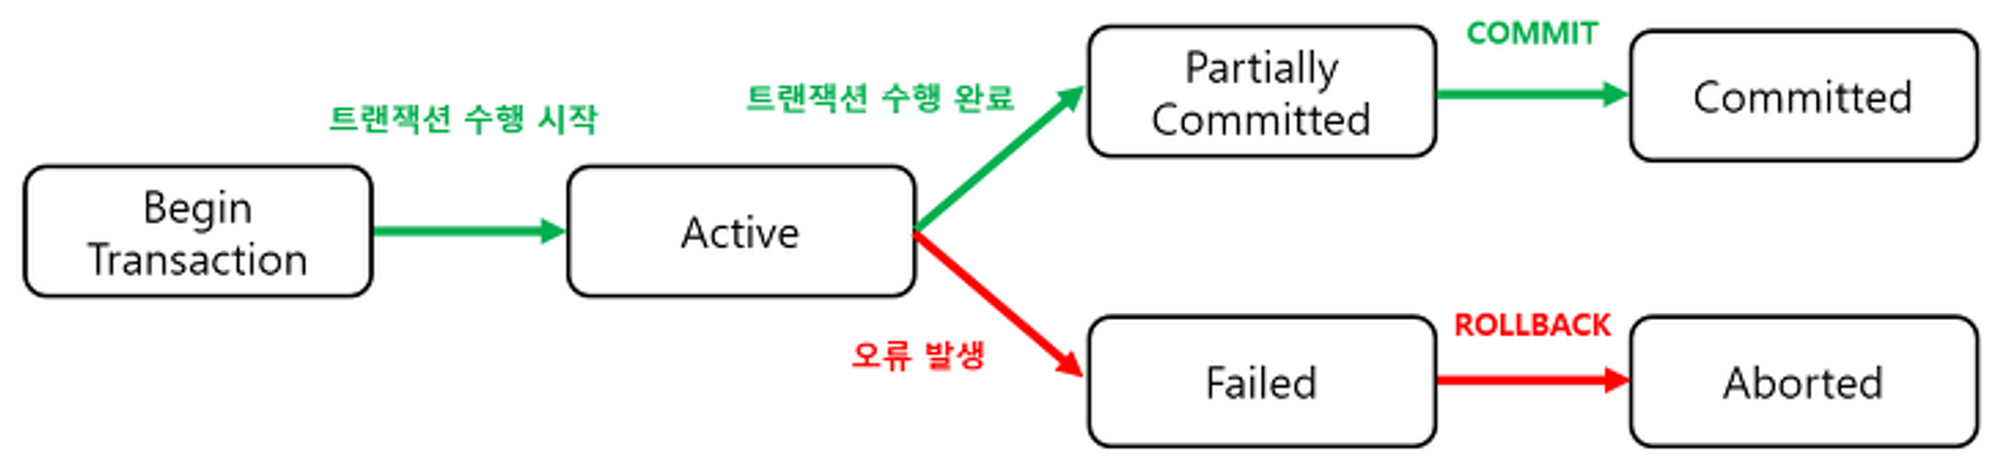 트랜잭션 수행 시작
Begin
Transaction
Active
트랜잭션 수행 완료
오류 발생
Partially
Committed
COMMIT
Committed
Failed
ROLLBACK
Aborted